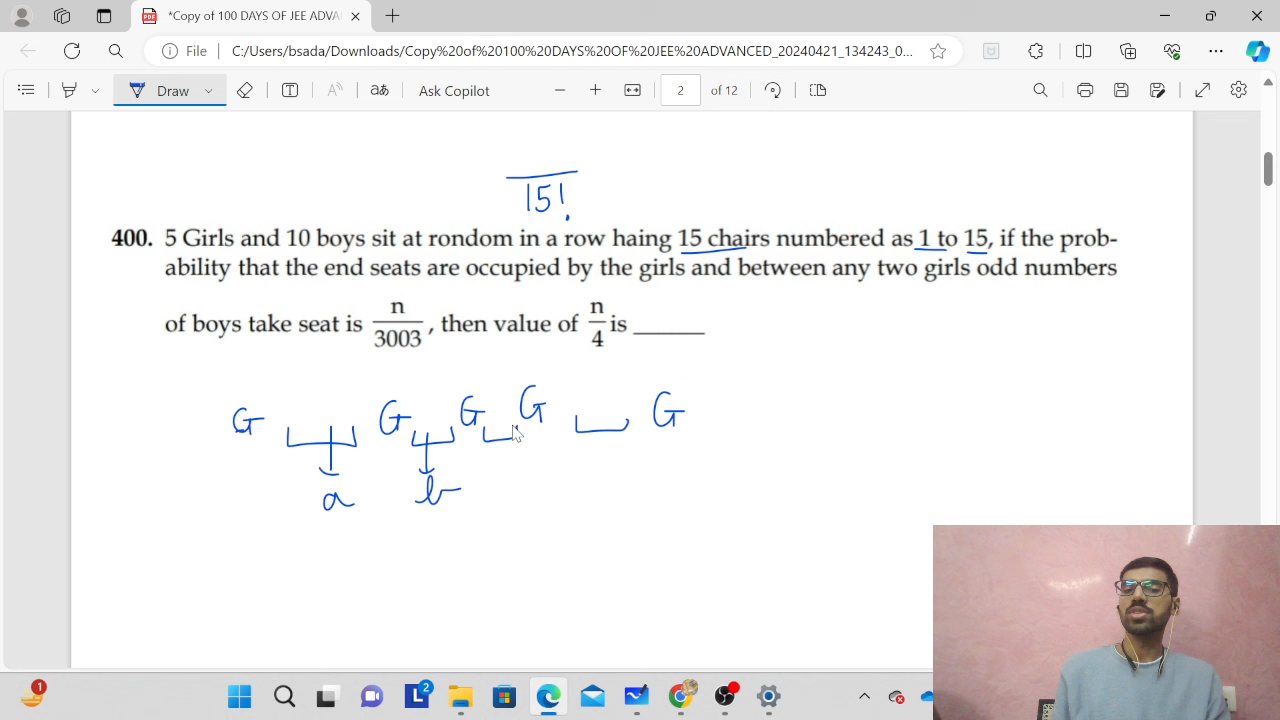 *Copy of 100 DAYS OF JEE ADVA
File C:/Users/bsada/Downloads/Copy%20of%20100%20DAYS%20OF%20JEE%20ADVANCED_20240421_134243_0...
Draw Ask Copilot 2 of 12
15!
400. 5 Girls and 10 boys sit at rondom in a row haing 15 chairs numbered as 1 to 15, if the prob-
ability that the end seats are occupied by the girls and between any two girls odd numbers
of boys take seat is n/3003, then value of n/4 is ______
G G G G G
a b
1 2